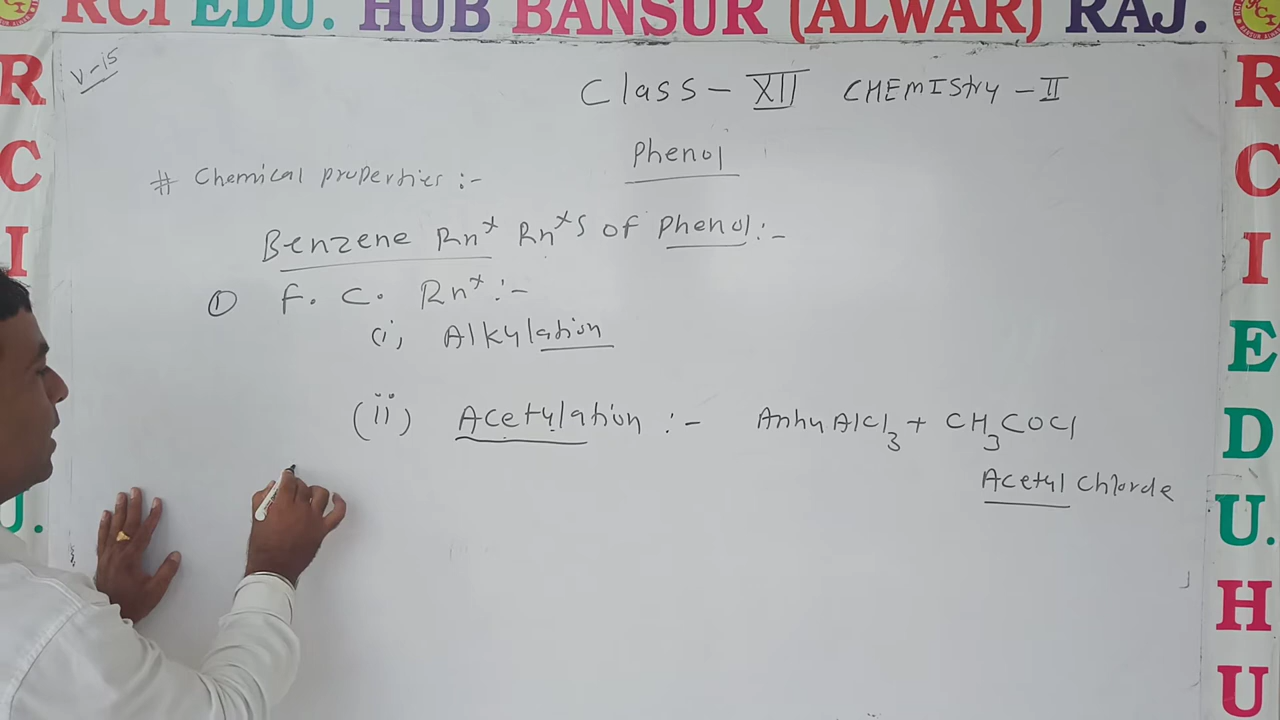 RCI EDU. HUB BANSUR (ALWAR) RAJ.
V-15
Class - XII CHEMIStry - II
Phenol
# Chemical properties :-
Benzene Rnˣ Rnˣs of Phenol :-
① F. C. Rnˣ :-
(i) Alkylation
(ii) Acetylation :- Anhy AlCl₃ + CH₃COCl
Acetyl Chlorde
R
C
I
U.
R
C
I
E
D
U.
H
U